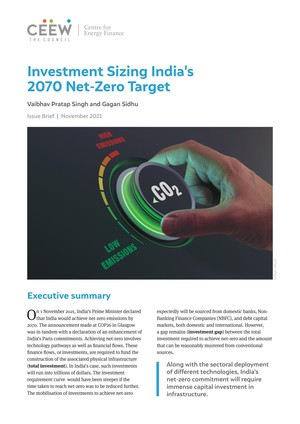 CEEW
THE COUNCIL
Centre for
Energy Finance
Investment Sizing India's
2070 Net-Zero Target
Vaibhav Pratap Singh and Gagan Sidhu
Issue Brief | November 2021
HIGH
EMISSIONS
CO2
LOW
EMISSIONS
Executive summary
On 1 November 2021, India's Prime Minister declared
that India would achieve net-zero emissions by
2070. The announcement made at COP26 in Glasgow
was in tandem with a declaration of an enhancement of
India's Paris commitments. Achieving net-zero involves
technology pathways as well as financial flows. These
finance flows, or investments, are required to fund the
construction of the associated physical infrastructure
(total investment). In India's case, such investments
will run into trillions of dollars. The investment
requirement curve would have been steeper if the
time taken to reach net-zero was to be reduced further.
The mobilisation of investments to achieve net-zero
expectedly will be sourced from domestic banks, Non-
Banking Finance Companies (NBFC), and debt capital
markets, both domestic and international. However,
a gap remains (investment gap) between the total
investment required to achieve net-zero and the amount
that can be reasonably mustered from conventional
sources.
Along with the sectoral deployment
of different technologies, India's
net-zero commitment will require
immense capital investment in
infrastructure.